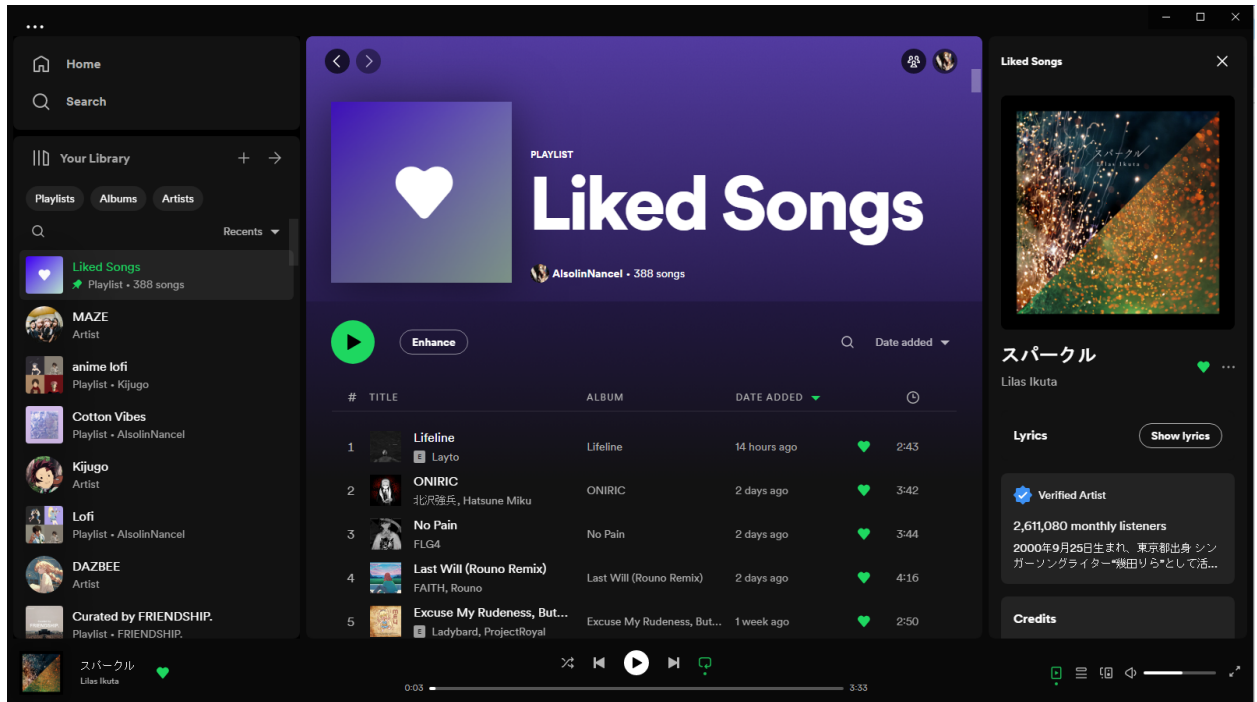 Home
Search
Your Library
Playlists Albums Artists
Recents
Liked Songs
Playlist • 388 songs
MAZE
Artist
anime lofi
Playlist • Kijugo
Cotton Vibes
Playlist • AlsolinNancel
Kijugo
Artist
Lofi
Playlist • AlsolinNancel
DAZBEE
Artist
Curated by FRIENDSHIP.
Playlist • FRIENDSHIP.
PLAYLIST
Liked Songs
AlsolinNancel • 388 songs
Enhance
Date added
# TITLE ALBUM DATE ADDED
1 Lifeline Lifeline 14 hours ago 2:43
E Layto
2 ONIRIC ONIRIC 2 days ago 3:42
北沢強兵, Hatsune Miku
3 No Pain No Pain 2 days ago 3:44
FLG4
4 Last Will (Rouno Remix) Last Will (Rouno Remix) 2 days ago 4:16
FAITH, Rouno
5 Excuse My Rudeness, But... Excuse My Rudeness, But... 1 week ago 2:50
E Ladybard, ProjectRoyal
Liked Songs
スパークル
Lilas Ikuta
スパークル
Lilas Ikuta
Lyrics Show lyrics
Verified Artist
2,611,080 monthly listeners
2000年9月25日生まれ、東京都出身 シン
ガーソングライター"幾田りら"として活...
Credits
スパークル
Lilas Ikuta
0:03 3:33